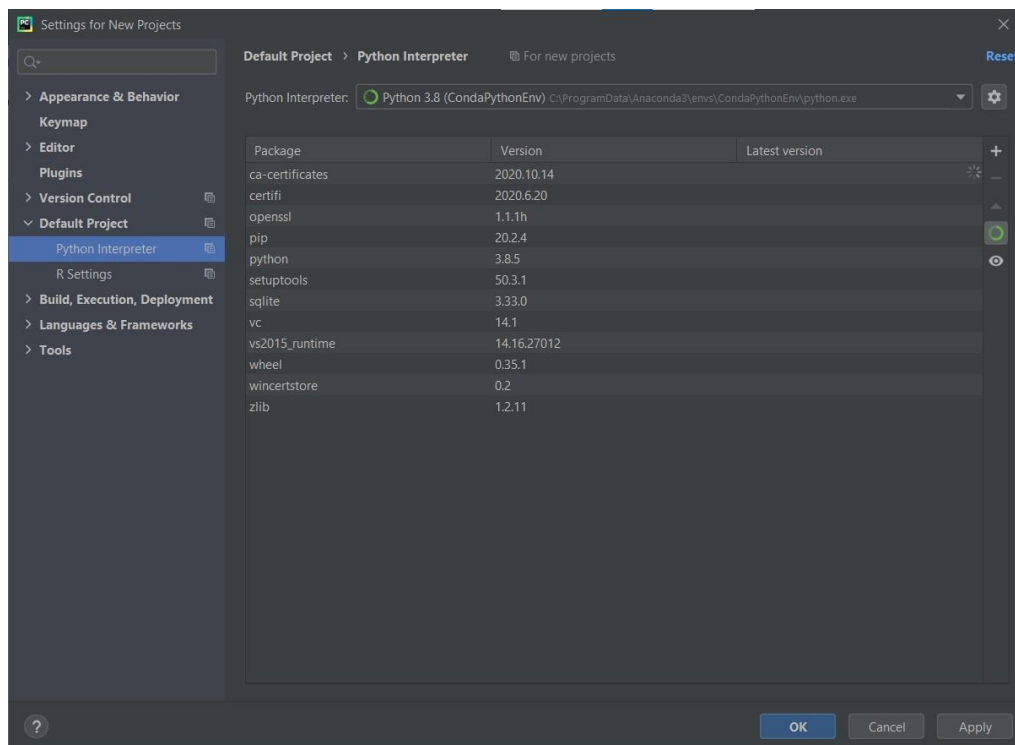 PC Settings for New Projects
Default Project > Python Interpreter For new projects Rese
> Appearance & Behavior
Keymap
> Editor
Plugins
> Version Control
Default Project
Python Interpreter
R Settings
> Build, Execution, Deployment
> Languages & Frameworks
> Tools
Python Interpreter: Python 3.8 (CondaPythonEnv) C:\ProgramData\Anaconda3\envs\CondaPythonEnv\python.exe
Package Version Latest version
ca-certificates 2020.10.14
certifi 2020.6.20
openssl 1.1.1h
pip 20.2.4
python 3.8.5
setuptools 50.3.1
sqlite 3.33.0
vc 14.1
vs2015_runtime 14.16.27012
wheel 0.35.1
wincertstore 0.2
zlib 1.2.11
? OK Cancel Apply